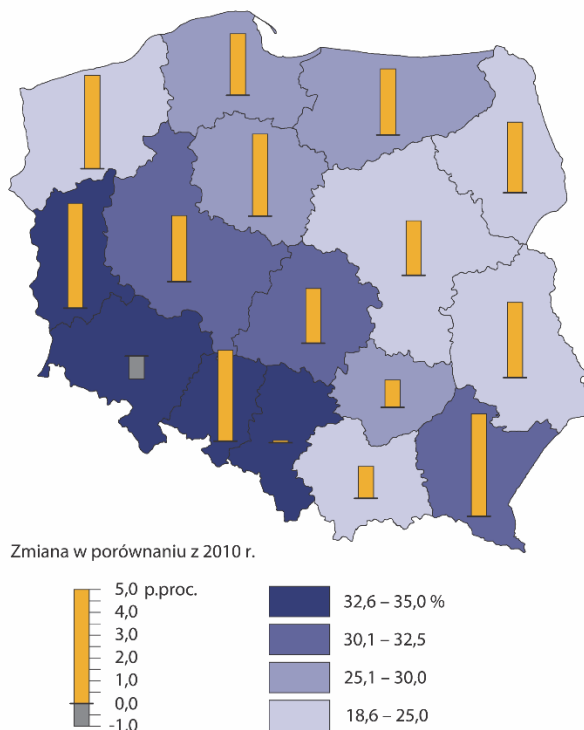 Zmiana w porównaniu z 2010 r.
5,0 p.proc.
4,0
3,0
2,0
1,0
0,0
-1,0
32,6 – 35,0 %
30,1 – 32,5
25,1 – 30,0
18,6 – 25,0